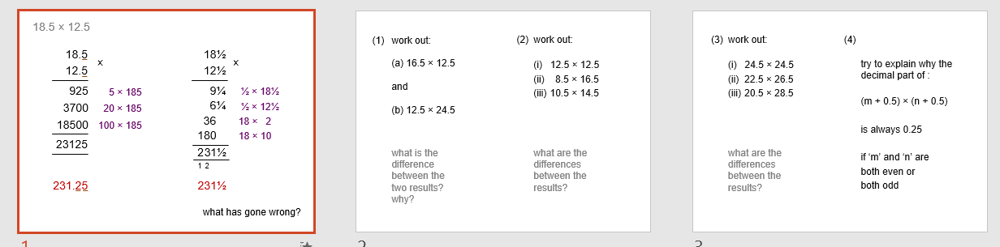 18.5 × 12.5
18.5
12.5 ×
925 5 × 185
3700 20 × 185
18500 100 × 185
23125
231.25
18½
12½ ×
9¼ ½ × 18½
6¼ ½ × 12½
36 18 × 2
180 18 × 10
231½
1 2
231½
what has gone wrong?
1
(1) work out:
(a) 16.5 × 12.5
and
(b) 12.5 × 24.5
what is the
difference
between the
two results?
why?
(2) work out:
(i) 12.5 × 12.5
(ii) 8.5 × 16.5
(iii) 10.5 × 14.5
what are the
differences
between the
results?
2
(3) work out:
(i) 24.5 × 24.5
(ii) 22.5 × 26.5
(iii) 20.5 × 28.5
what are the
differences
between the
results?
(4)
try to explain why the
decimal part of :
(m + 0.5) × (n + 0.5)
is always 0.25
if ‘m’ and ‘n’ are
both even or
both odd
3